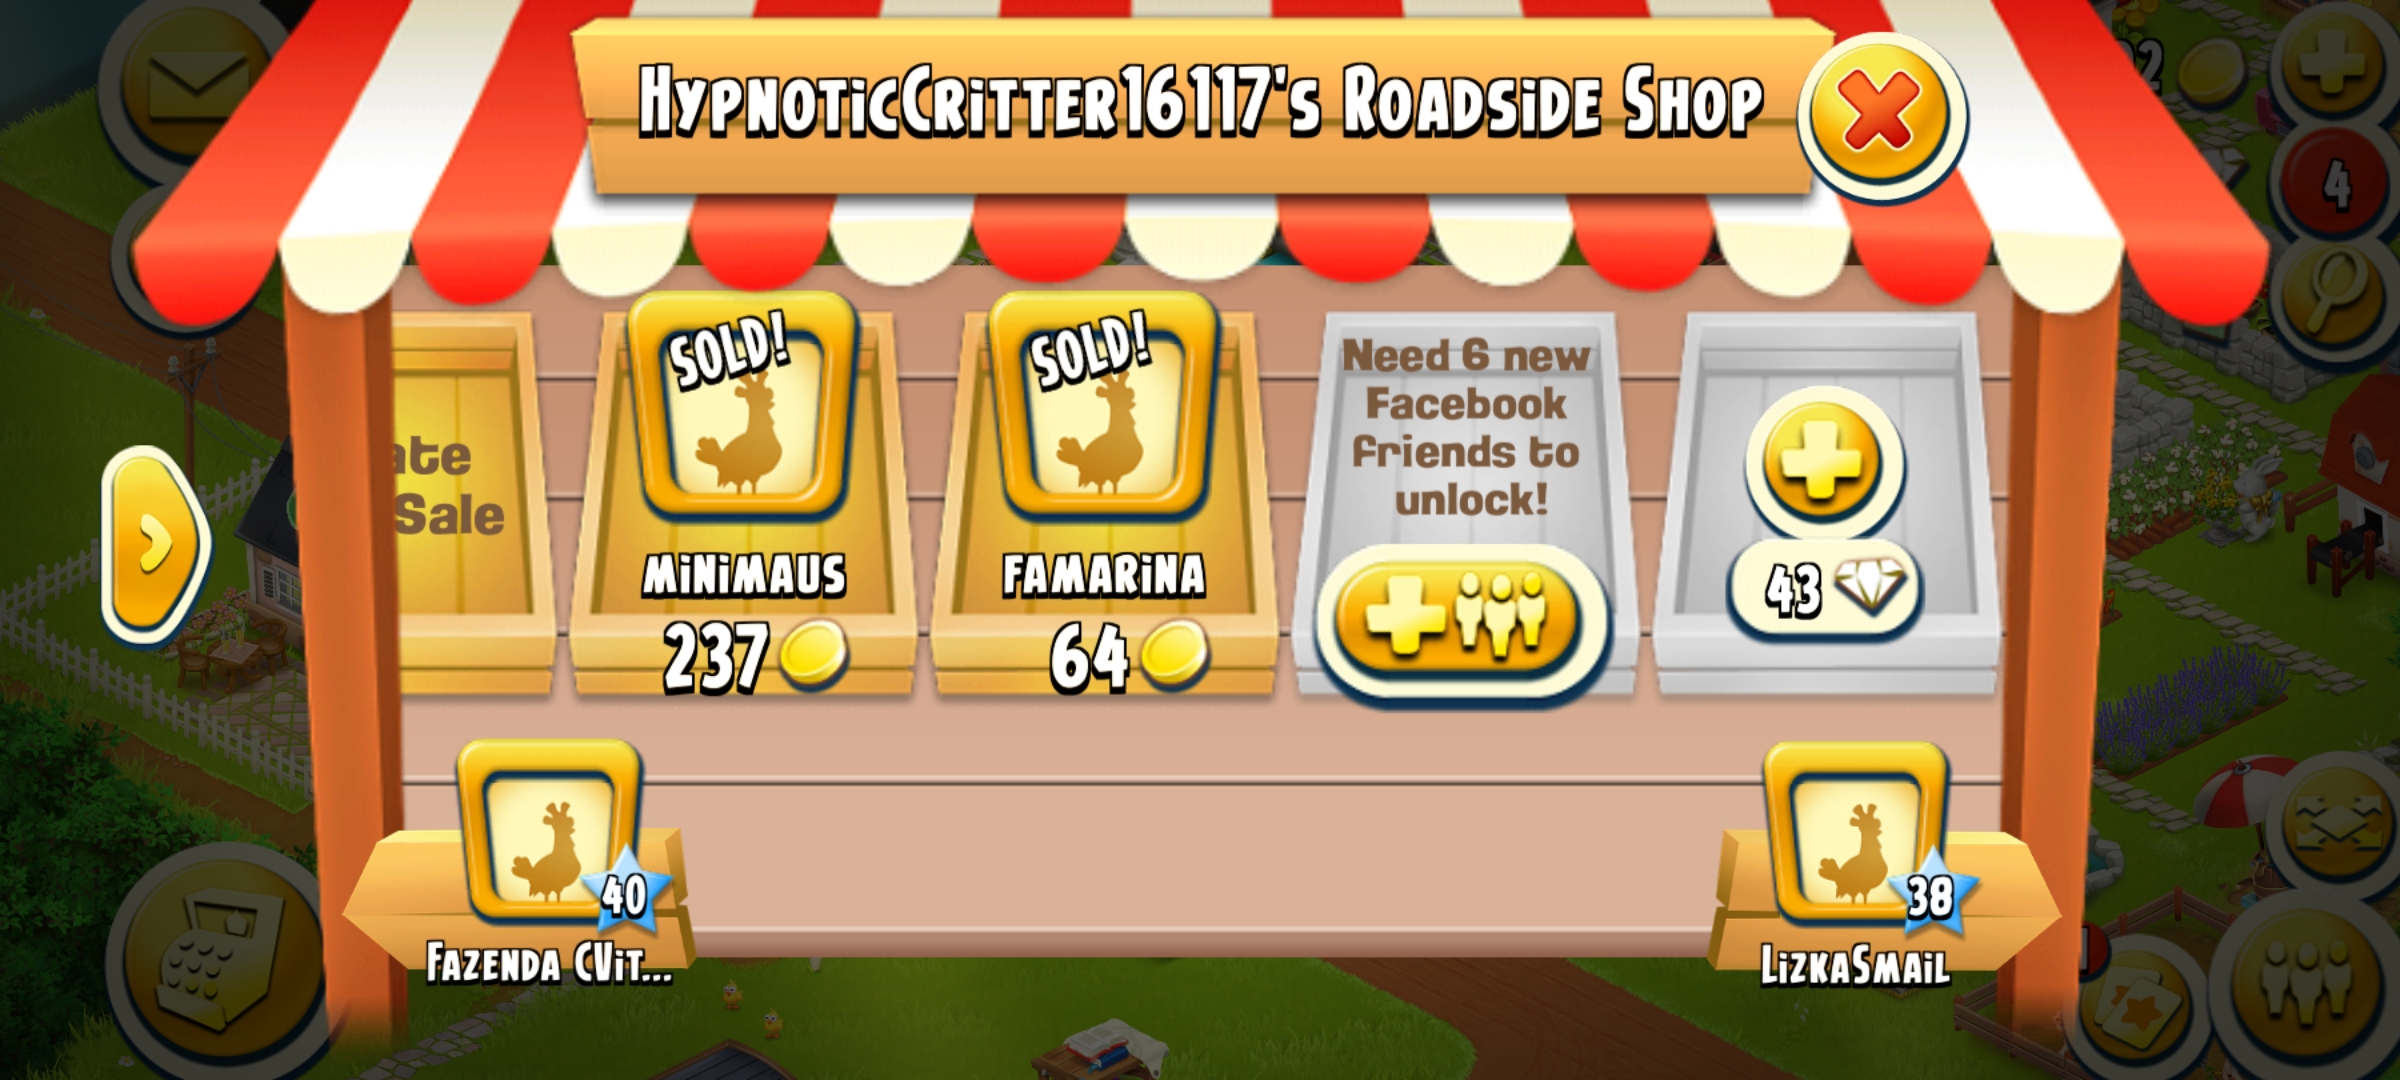 HypnoticCritter16117's Roadside Shop
4
SOLD!
SOLD!
Need 6 new
Facebook
friends to
unlock!
Sale
MiNiMAUS
FAMARiNA
43
237
64
40
38
Fazenda CVit...
LizkaSmail